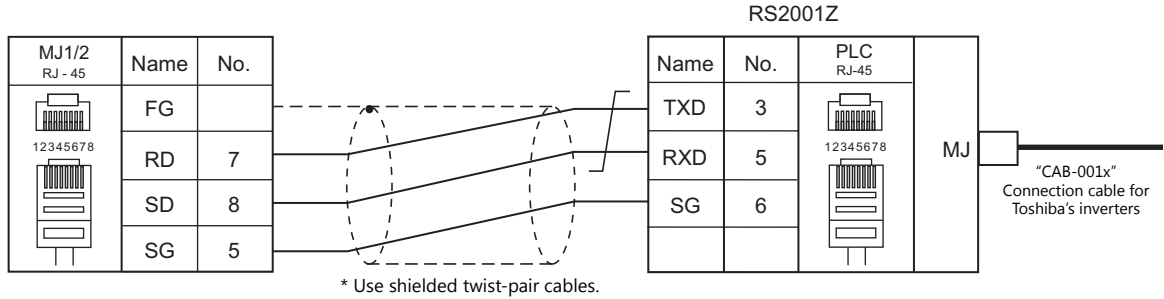 RS2001Z
MJ1/2
RJ - 45
Name
No.
FG
RD
7
SD
8
SG
5
12345678
Name
No.
PLC
RJ-45
TXD
3
RXD
5
SG
6
12345678
MJ
"CAB-001x"
Connection cable for
Toshiba's inverters
* Use shielded twist-pair cables.